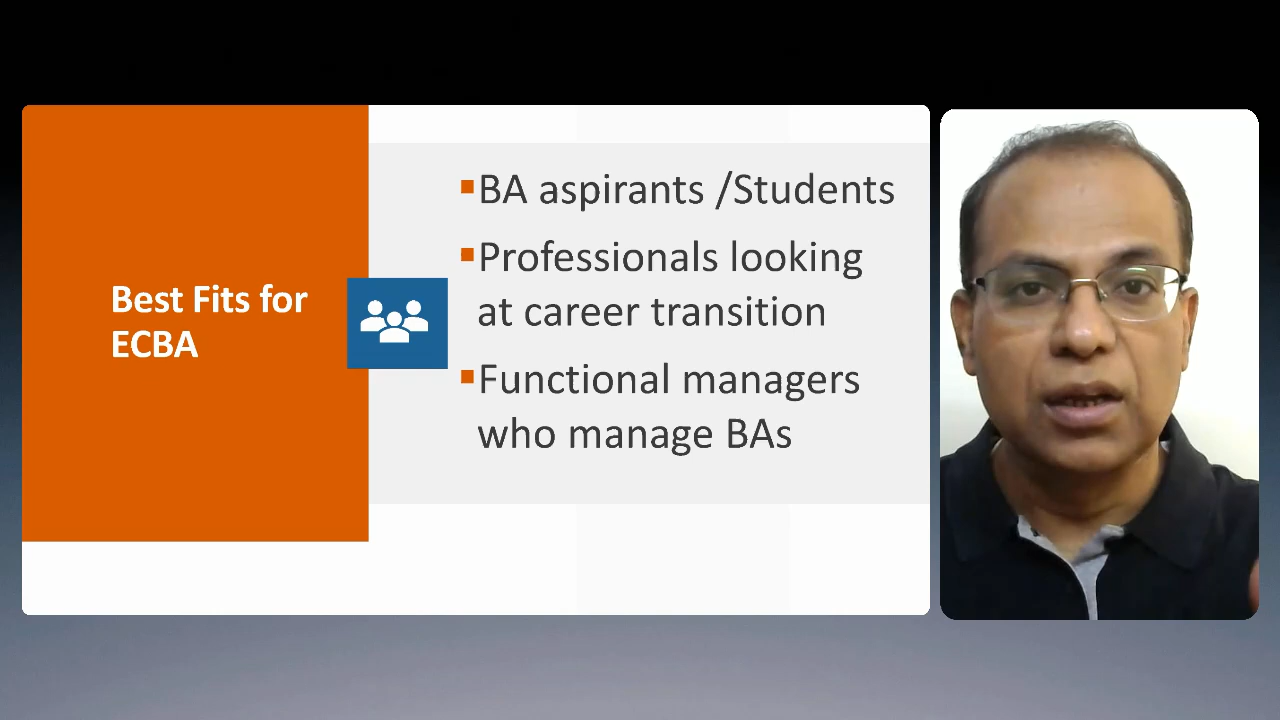 Best Fits for
ECBA
▪BA aspirants /Students
▪Professionals looking
at career transition
▪Functional managers
who manage BAs